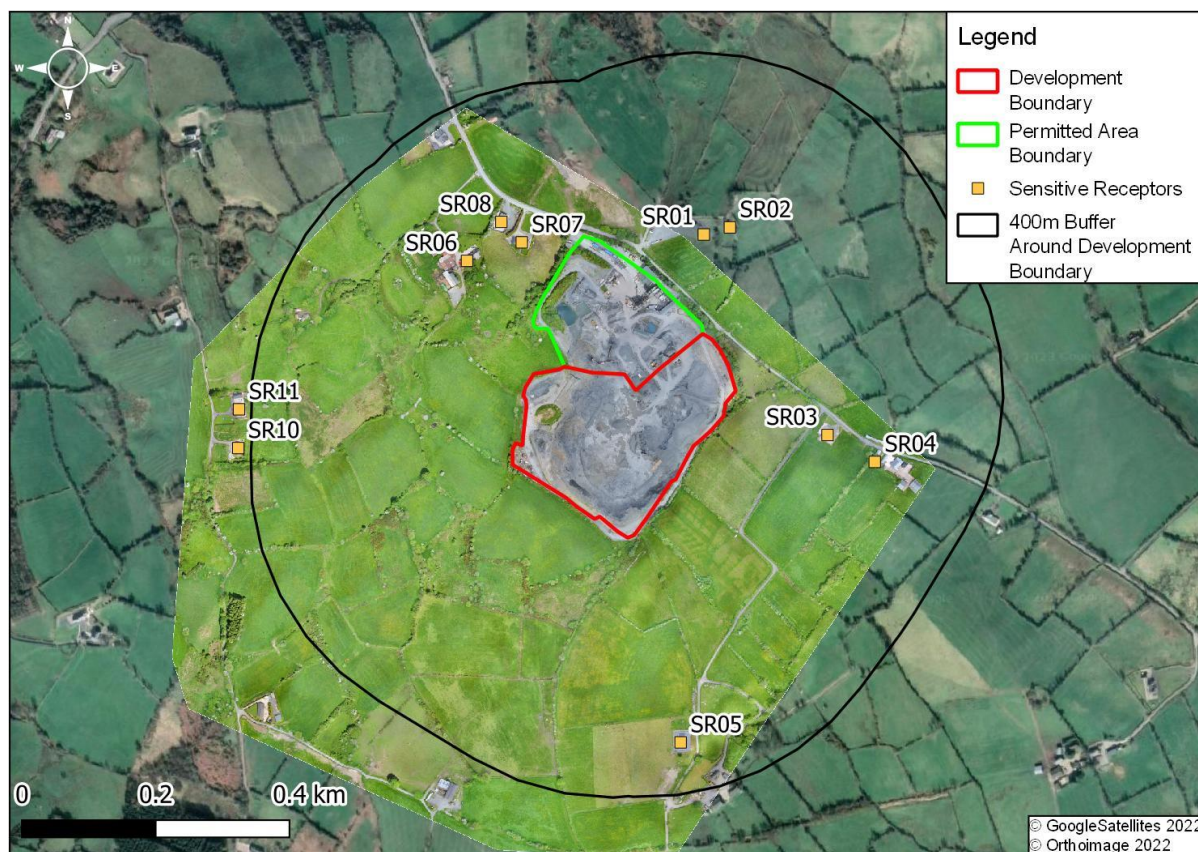 N
W E
S
Legend
Development
Boundary
Permitted Area
Boundary
Sensitive Receptors
400m Buffer
Around Development
Boundary
SR08
SR07
SR06
SR01
SR02
SR11
SR10
SR03
SR04
SR05
0 0.2 0.4 km
© GoogleSatellites 2022
© Orthoimage 2022